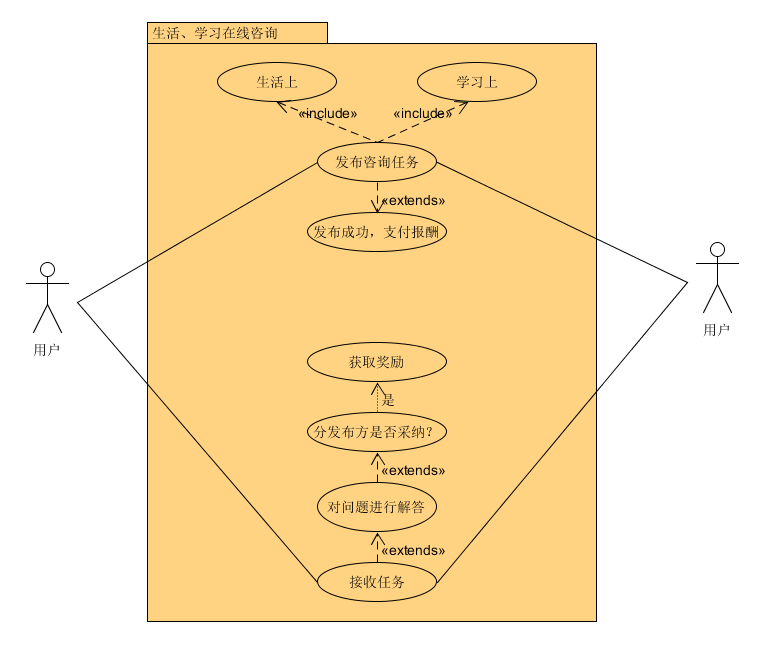 生活、学习在线咨询
生活上
学习上
«include»
«include»
发布咨询任务
«extends»
发布成功，支付报酬
用户
用户
获取奖励
是
分发布方是否采纳？
«extends»
对问题进行解答
«extends»
接收任务